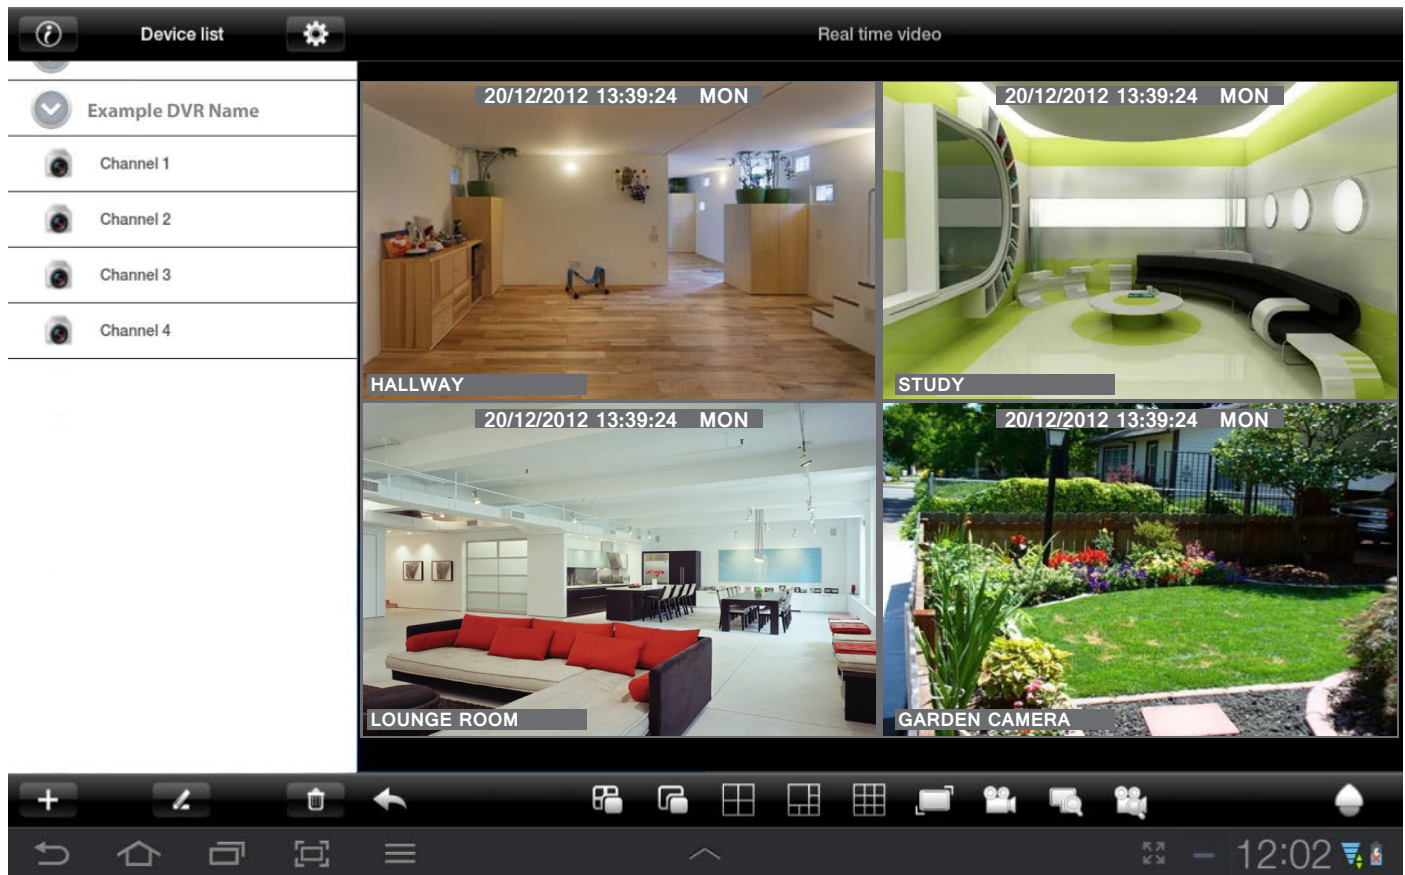 Device list
Real time video
Example DVR Name
Channel 1
Channel 2
Channel 3
Channel 4
20/12/2012 13:39:24 MON
20/12/2012 13:39:24 MON
HALLWAY
STUDY
20/12/2012 13:39:24 MON
20/12/2012 13:39:24 MON
LOUNGE ROOM
GARDEN CAMERA
12:02